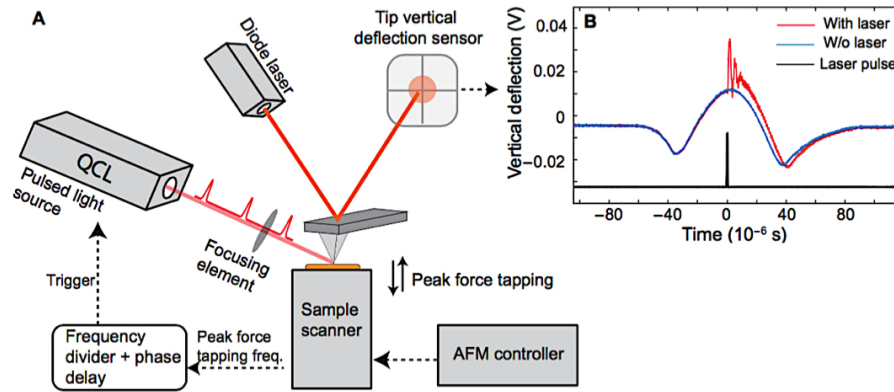 A
Diode laser
Tip vertical
deflection sensor
QCL
Pulsed light
source
Focusing
element
Trigger
Frequency
divider + phase
delay
Peak force
tapping freq.
Sample
scanner
Peak force tapping
AFM controller
B
With laser
W/o laser
Laser pulse
Vertical deflection (V)
0.04
0.02
0
−0.02
−80
−40
0
40
80
Time (10⁻⁶ s)